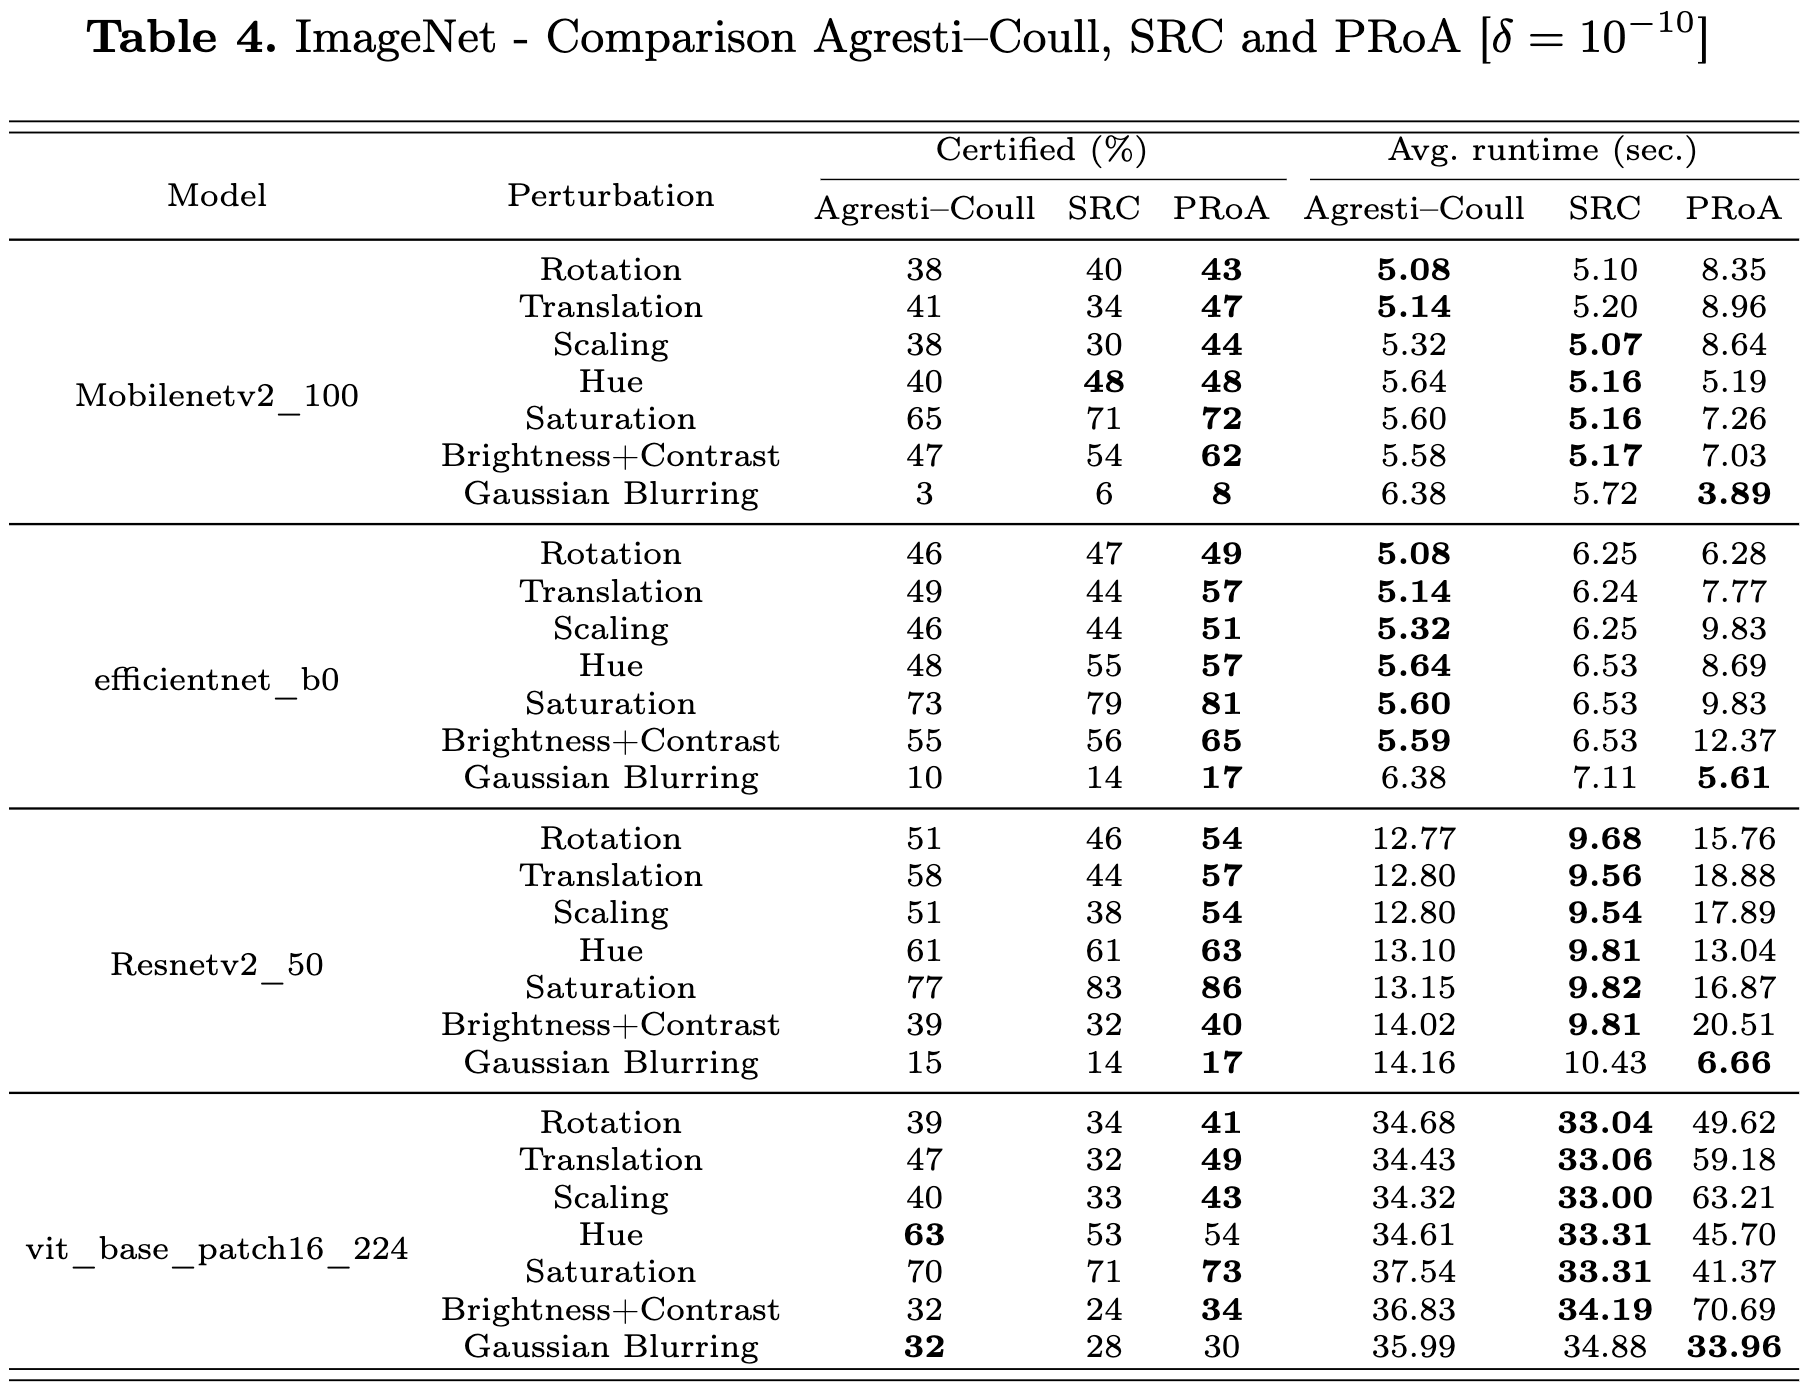 Table 4. ImageNet - Comparison Agresti–Coull, SRC and PRoA [δ = 10⁻¹⁰]
Certified (%) Avg. runtime (sec.)
Model Perturbation
Agresti–Coull SRC PRoA Agresti–Coull SRC PRoA
Rotation 38 40 43 5.08 5.10 8.35
Translation 41 34 47 5.14 5.20 8.96
Scaling 38 30 44 5.32 5.07 8.64
Mobilenetv2_100 Hue 40 48 48 5.64 5.16 5.19
Saturation 65 71 72 5.60 5.16 7.26
Brightness+Contrast 47 54 62 5.58 5.17 7.03
Gaussian Blurring 3 6 8 6.38 5.72 3.89
Rotation 46 47 49 5.08 6.25 6.28
Translation 49 44 57 5.14 6.24 7.77
Scaling 46 44 51 5.32 6.25 9.83
efficientnet_b0 Hue 48 55 57 5.64 6.53 8.69
Saturation 73 79 81 5.60 6.53 9.83
Brightness+Contrast 55 56 65 5.59 6.53 12.37
Gaussian Blurring 10 14 17 6.38 7.11 5.61
Rotation 51 46 54 12.77 9.68 15.76
Translation 58 44 57 12.80 9.56 18.88
Scaling 51 38 54 12.80 9.54 17.89
Resnetv2_50 Hue 61 61 63 13.10 9.81 13.04
Saturation 77 83 86 13.15 9.82 16.87
Brightness+Contrast 39 32 40 14.02 9.81 20.51
Gaussian Blurring 15 14 17 14.16 10.43 6.66
Rotation 39 34 41 34.68 33.04 49.62
Translation 47 32 49 34.43 33.06 59.18
Scaling 40 33 43 34.32 33.00 63.21
vit_base_patch16_224 Hue 63 53 54 34.61 33.31 45.70
Saturation 70 71 73 37.54 33.31 41.37
Brightness+Contrast 32 24 34 36.83 34.19 70.69
Gaussian Blurring 32 28 30 35.99 34.88 33.96